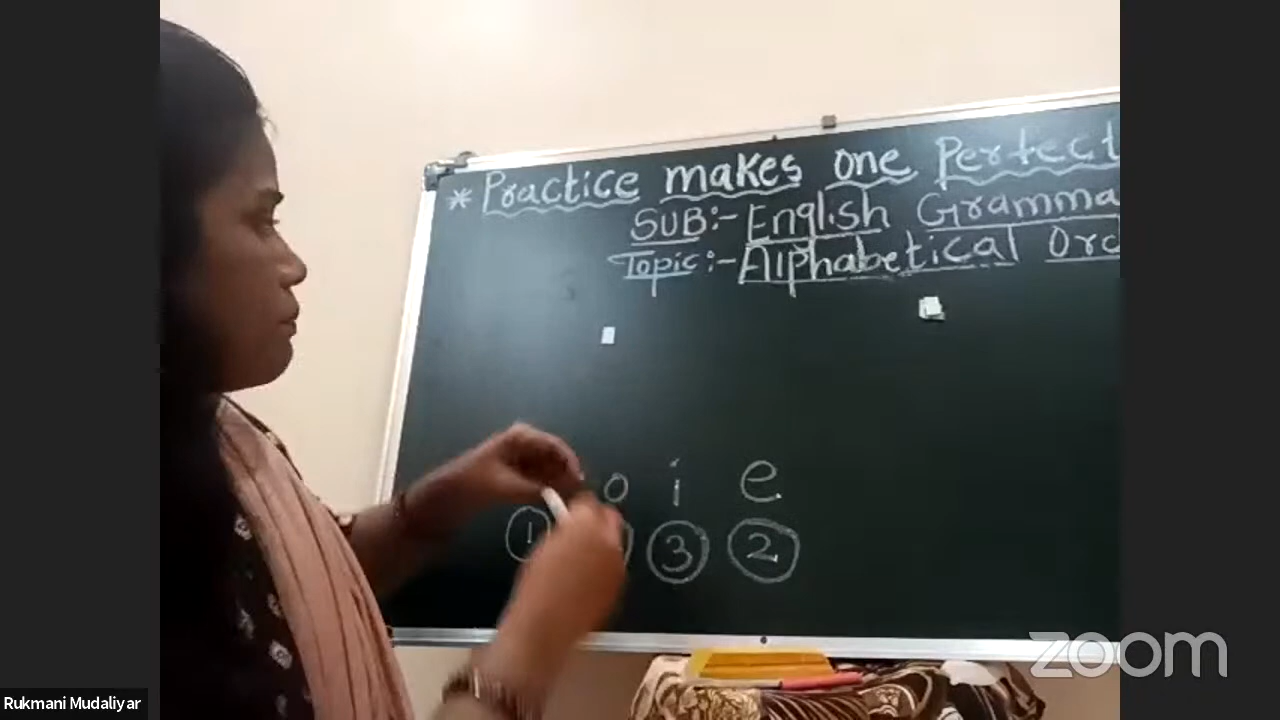 * Practice makes one Perfect
SUB:- English Gramma
Topic:- Alphabetical Ord
o i e
1 3 2
zoom
Rukmani Mudaliyar